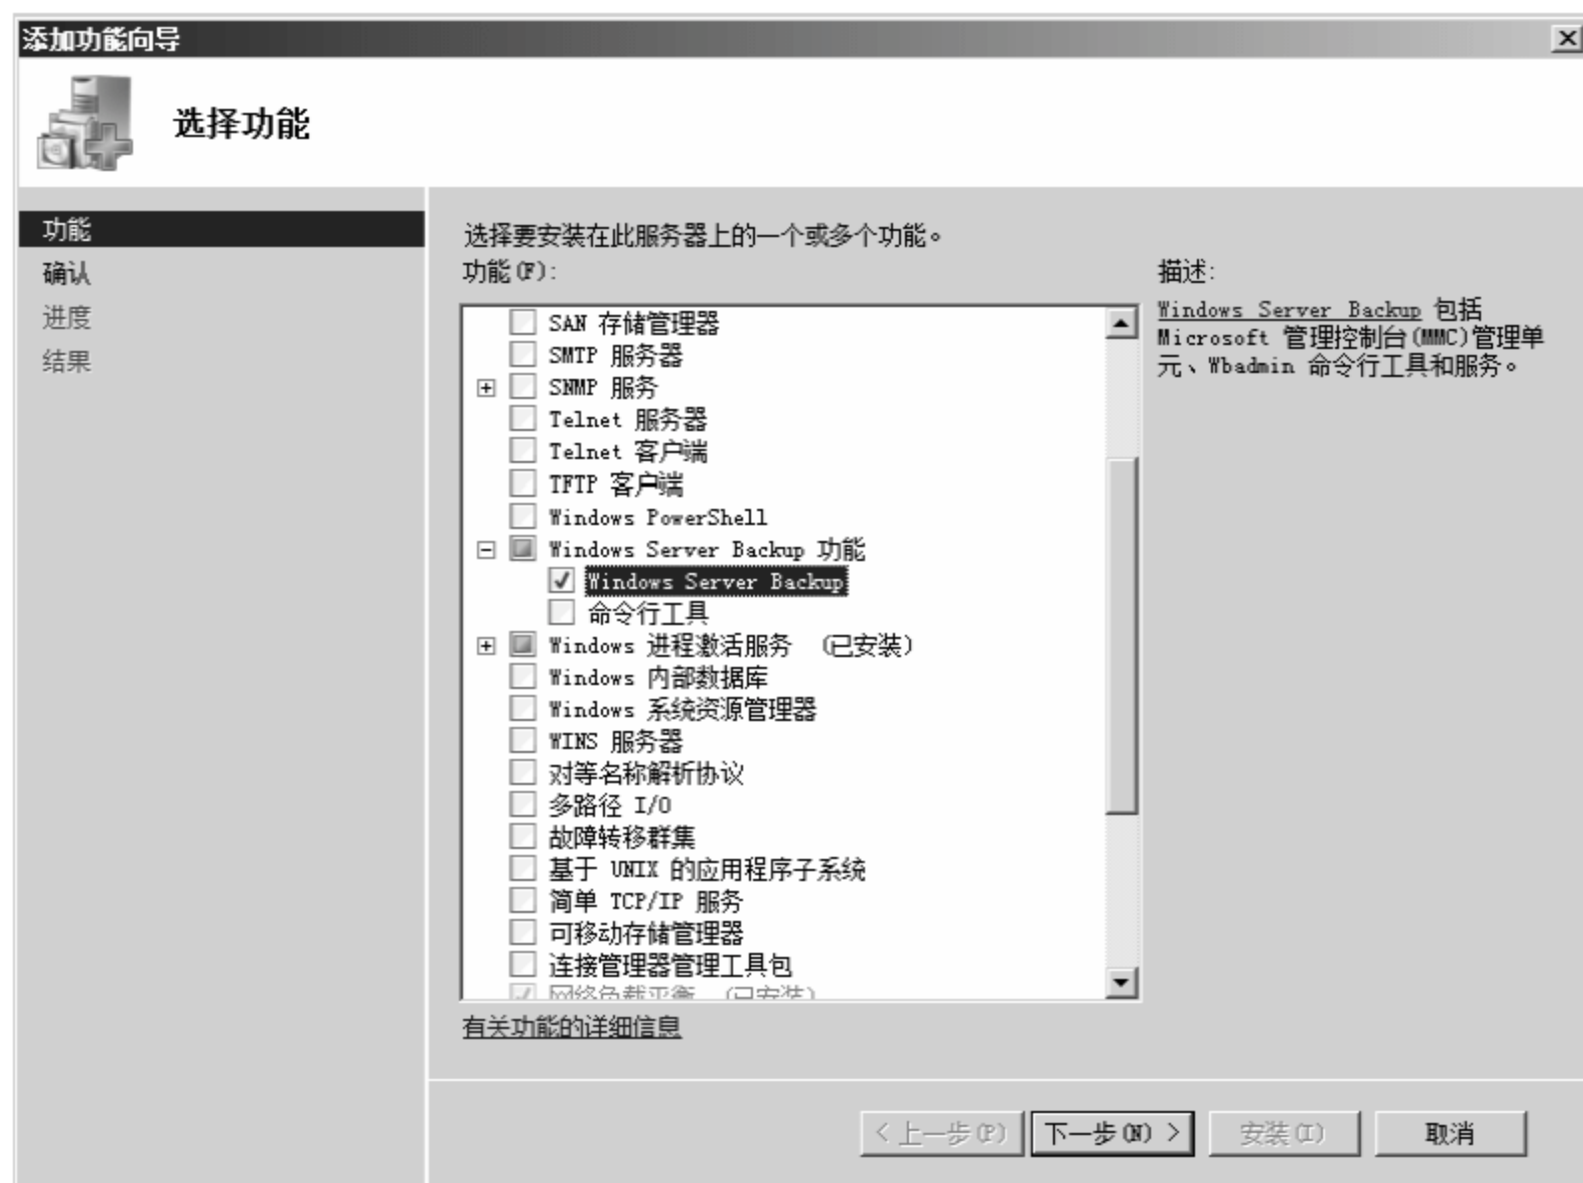 添加功能向导
选择功能
功能
确认
进度
结果
选择要安装在此服务器上的一个或多个功能。
功能(F):
SAN 存储管理器
SMTP 服务器
SNMP 服务
Telnet 服务器
Telnet 客户端
TFTP 客户端
Windows PowerShell
Windows Server Backup 功能
Windows Server Backup
命令行工具
Windows 进程激活服务 (已安装)
Windows 内部数据库
Windows 系统资源管理器
WINS 服务器
对等名称解析协议
多路径 I/O
故障转移群集
基于 UNIX 的应用程序子系统
简单 TCP/IP 服务
可移动存储管理器
连接管理器管理工具包
网络负载平衡 (已安装)
有关功能的详细信息
描述:
Windows Server Backup 包括
Microsoft 管理控制台(MMC)管理单
元、Wbadmin 命令行工具和服务。
< 上一步(P) 下一步(N) > 安装(I) 取消